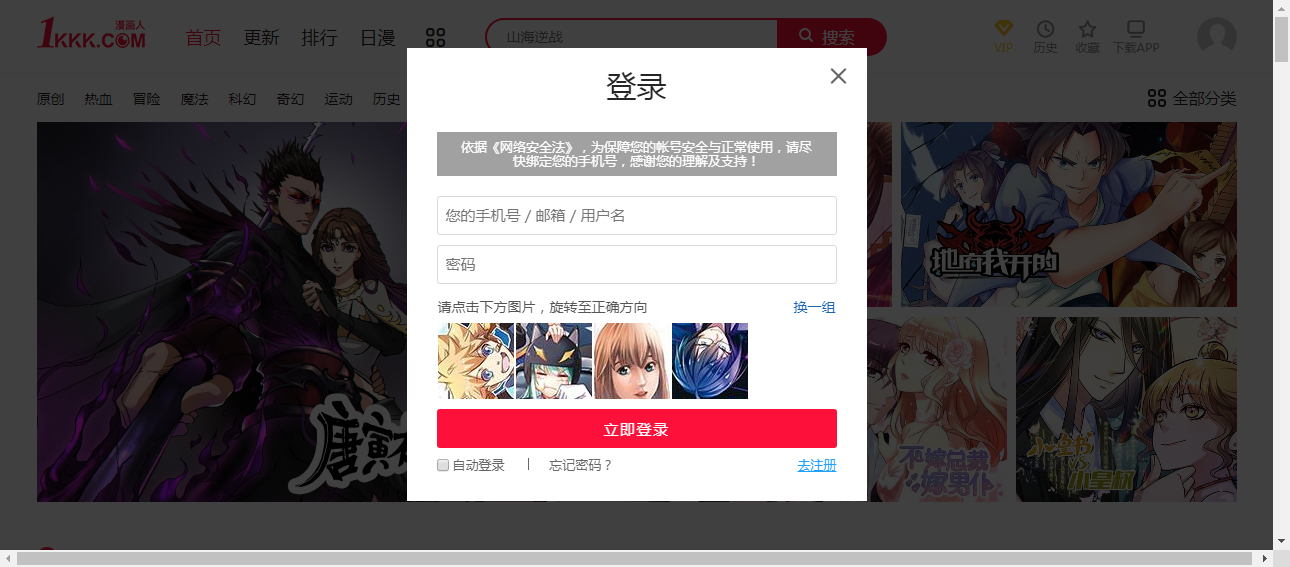 漫画人
1KKK.COM
首页 更新 排行 日漫
山海逆战
搜索
VIP 历史 收藏 下载APP
原创 热血 冒险 魔法 科幻 奇幻 运动 历史
全部分类
登录
依据《网络安全法》，为保障您的帐号安全与正常使用，请尽
快绑定您的手机号，感谢您的理解及支持！
您的手机号 / 邮箱 / 用户名
密码
请点击下方图片，旋转至正确方向 换一组
立即登录
自动登录 | 忘记密码？ 去注册
地府我开的
唐寅
不嫁总裁
嫁男仆